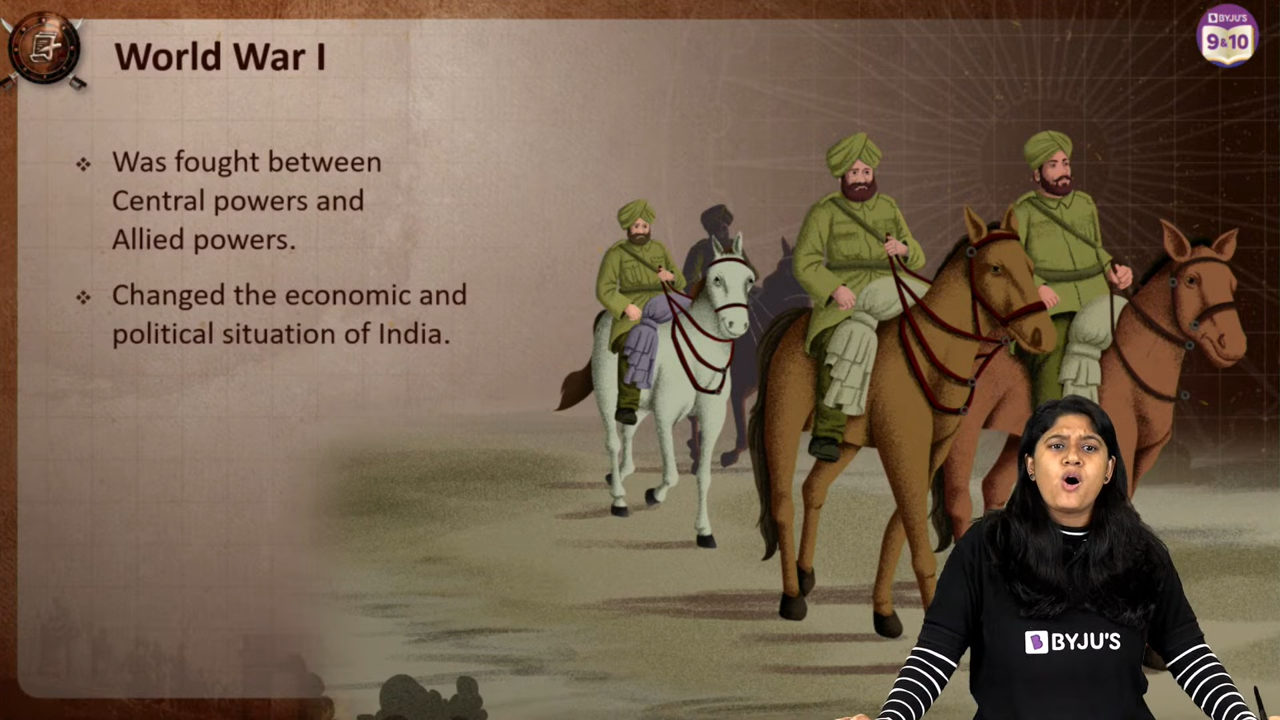 World War I
BYJU'S
9&10
❖ Was fought between
Central powers and
Allied powers.
❖ Changed the economic and
political situation of India.
BYJU'S